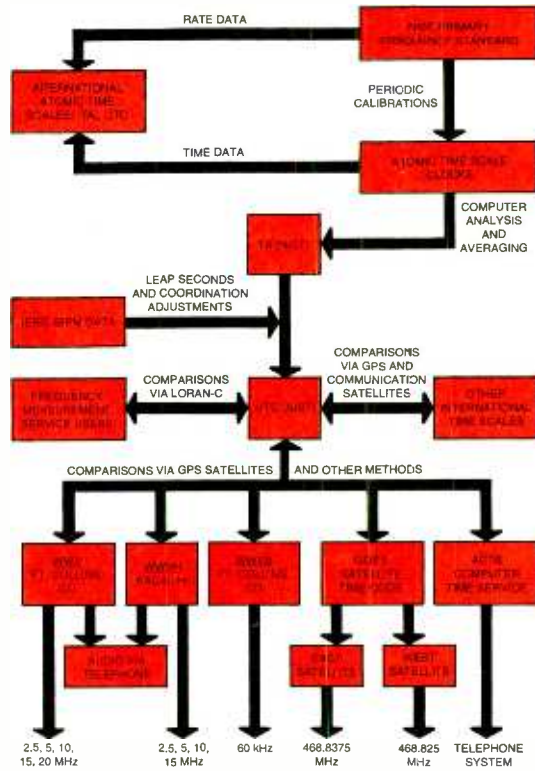 RATE DATA
NIST PRIMARY
FREQUENCY STANDARD
INTERNATIONAL
ATOMIC TIME
SCALES: TAI, UTC
PERIODIC
CALIBRATIONS
TIME DATA
ATOMIC TIME SCALE
CLOCKS
COMPUTER
ANALYSIS
AND
AVERAGING
LEAP SECONDS
AND COORDINATION
ADJUSTMENTS
DATA
COMPARISONS
VIA LORAN-C
COMPARISONS
VIA GPS AND
COMMUNICATION
SATELLITES
FREQUENCY
MEASUREMENT
SERVICE USERS
UTC (NIST)
OTHER
INTERNATIONAL
TIME SCALES
COMPARISONS VIA GPS SATELLITES AND OTHER METHODS
WWV
FT. COLLINS,
CO
WWVH
KAUAI, HI
WWVB
FT. COLLINS,
CO
GOES
SATELLITE
TIME CODE
ACTS
COMPUTER
TIME SERVICE
AUDIO VIA
TELEPHONE
EAST
SATELLITE
WEST
SATELLITE
2.5, 5, 10,
15, 20 MHz
2.5, 5, 10,
15 MHz
60 kHz
468.8375
MHz
468.825
MHz
TELEPHONE
SYSTEM